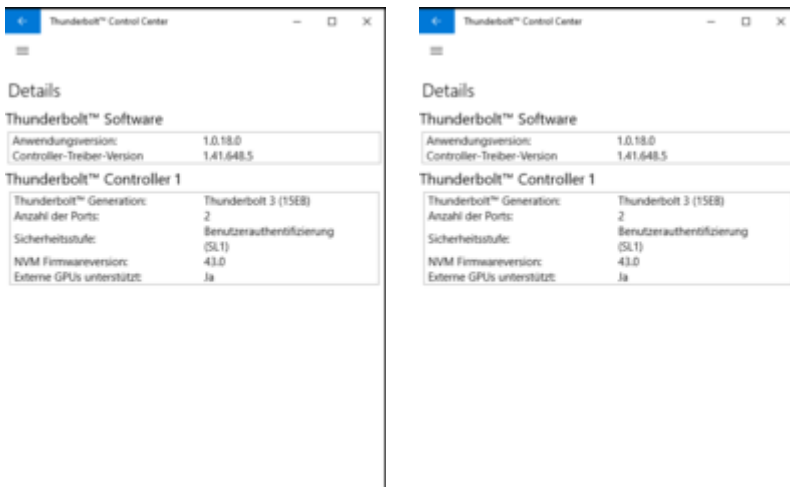 Thunderbolt™ Control Center
Details
Thunderbolt™ Software
Anwendungsversion: 1.0.18.0
Controller-Treiber-Version 1.41.648.5
Thunderbolt™ Controller 1
Thunderbolt™ Generation: Thunderbolt 3 (15EB)
Anzahl der Ports: 2
Sicherheitsstufe: Benutzerauthentifizierung
(SL1)
NVM Firmwareversion: 43.0
Externe GPUs unterstützt: Ja
Thunderbolt™ Control Center
Details
Thunderbolt™ Software
Anwendungsversion: 1.0.18.0
Controller-Treiber-Version 1.41.648.5
Thunderbolt™ Controller 1
Thunderbolt™ Generation: Thunderbolt 3 (15EB)
Anzahl der Ports: 2
Sicherheitsstufe: Benutzerauthentifizierung
(SL1)
NVM Firmwareversion: 43.0
Externe GPUs unterstützt: Ja